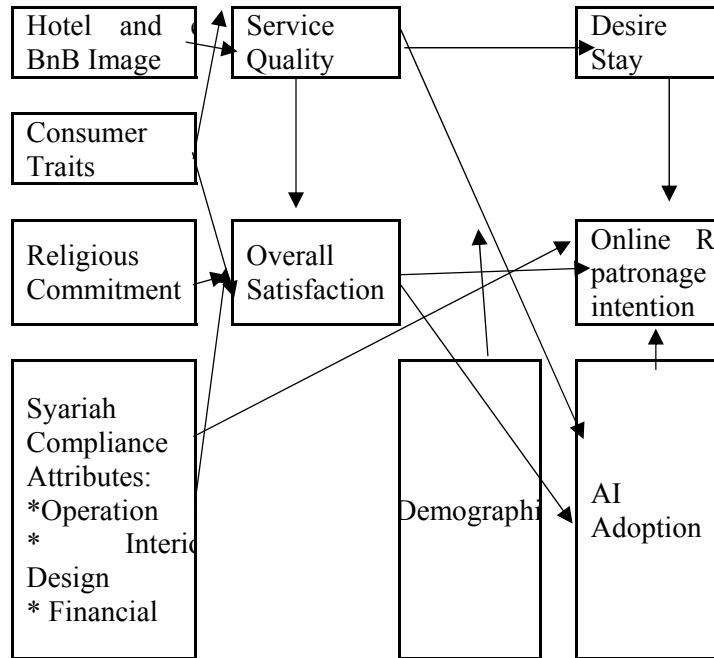 Hotel and
BnB Image
Service
Quality
Desire
Stay
Consumer
Traits
Religious
Commitment
Overall
Satisfaction
Online R
patronage
intention
Syariah
Compliance
Attributes:
*Operation
* Interio
Design
* Financial
Demographi
AI
Adoption